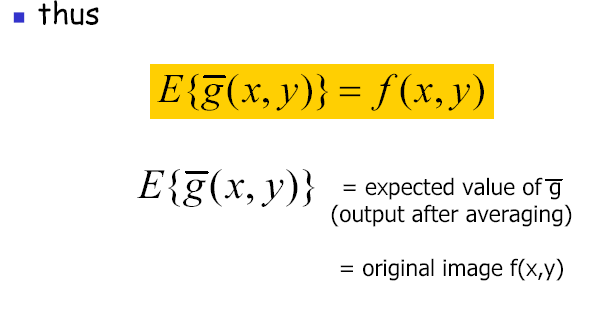 thus
E{g̅(x, y)} = f(x, y)
E{g̅(x, y)} = expected value of g̅
(output after averaging)
= original image f(x,y)